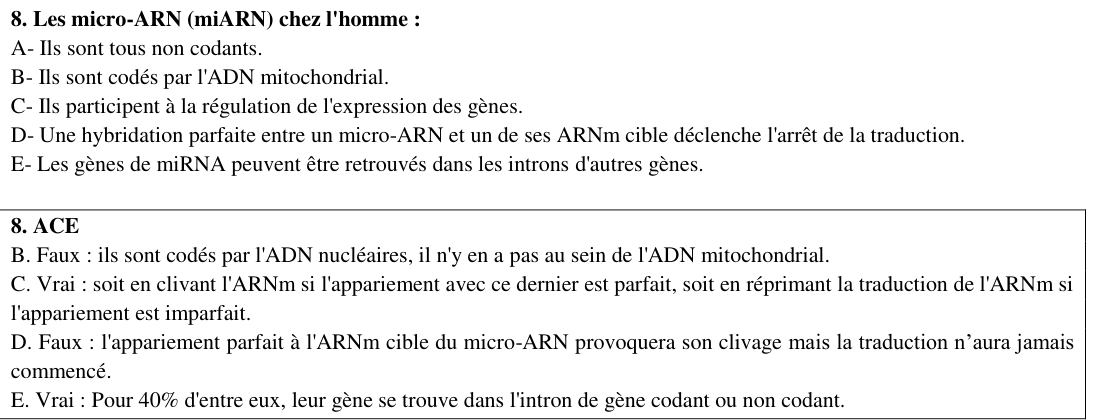 8. Les micro-ARN (miARN) chez l'homme :
A- Ils sont tous non codants.
B- Ils sont codés par l'ADN mitochondrial.
C- Ils participent à la régulation de l'expression des gènes.
D- Une hybridation parfaite entre un micro-ARN et un de ses ARNm cible déclenche l'arrêt de la traduction.
E- Les gènes de miRNA peuvent être retrouvés dans les introns d'autres gènes.
8. ACE
B. Faux : ils sont codés par l'ADN nucléaires, il n'y en a pas au sein de l'ADN mitochondrial.
C. Vrai : soit en clivant l'ARNm si l'appariement avec ce dernier est parfait, soit en réprimant la traduction de l'ARNm si
l'appariement est imparfait.
D. Faux : l'appariement parfait à l'ARNm cible du micro-ARN provoquera son clivage mais la traduction n’aura jamais
commencé.
E. Vrai : Pour 40% d'entre eux, leur gène se trouve dans l'intron de gène codant ou non codant.